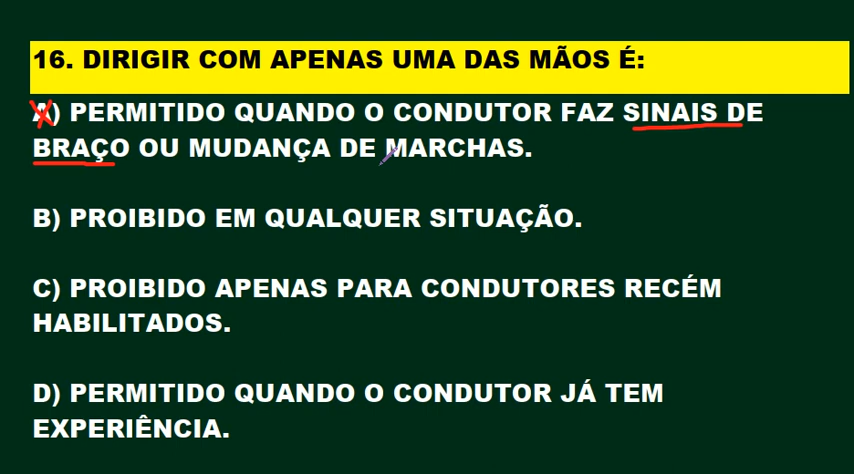 16. DIRIGIR COM APENAS UMA DAS MÃOS É:
A) PERMITIDO QUANDO O CONDUTOR FAZ SINAIS DE
BRAÇO OU MUDANÇA DE MARCHAS.
B) PROIBIDO EM QUALQUER SITUAÇÃO.
C) PROIBIDO APENAS PARA CONDUTORES RECÉM
HABILITADOS.
D) PERMITIDO QUANDO O CONDUTOR JÁ TEM
EXPERIÊNCIA.